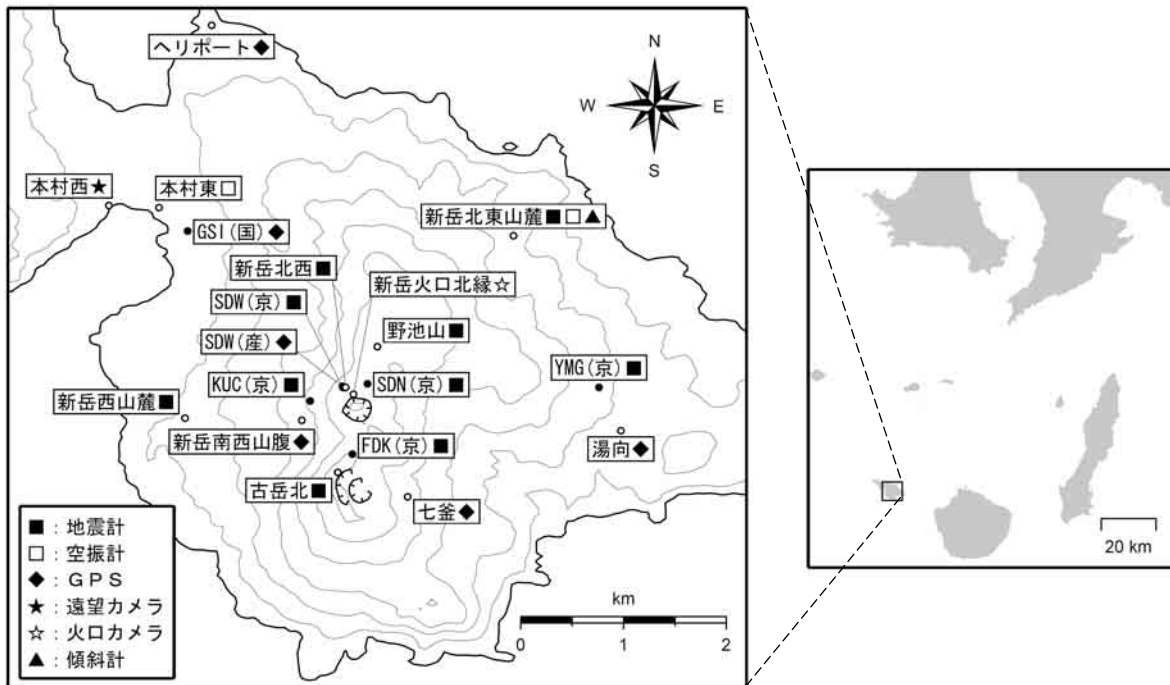 ヘリポート◆
N
W E
S
本村西★
本村東□
新岳北東山麓■□▲
GSI(国)◆
新岳北西■
新岳火口北縁☆
SDW(京)■
野池山■
SDW(産)◆
YMG(京)■
KUC(京)■
SDN(京)■
新岳西山麓■
新岳南西山腹◆
FDK(京)■
湯向◆
古岳北■
七釜◆
■:地震計
□:空振計
◆:GPS
★:遠望カメラ
☆:火口カメラ
▲:傾斜計
km
0 1 2
20 km